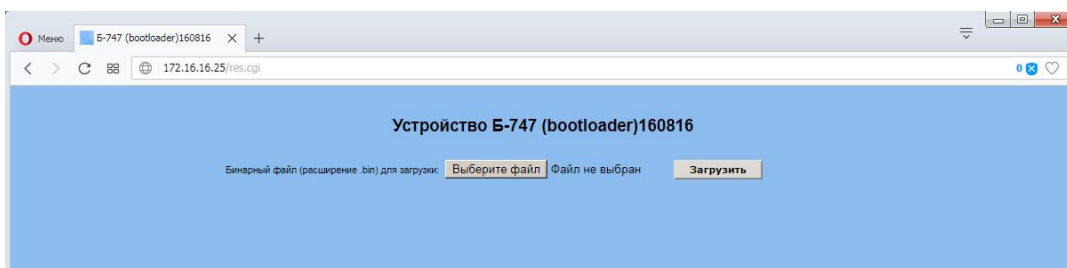 Меню Б-747 (bootloader)160816
172.16.16.25/res.cgi 0
Устройство Б-747 (bootloader)160816
Бинарный файл (расширение .bin) для загрузки: Выберите файл Файл не выбран Загрузить